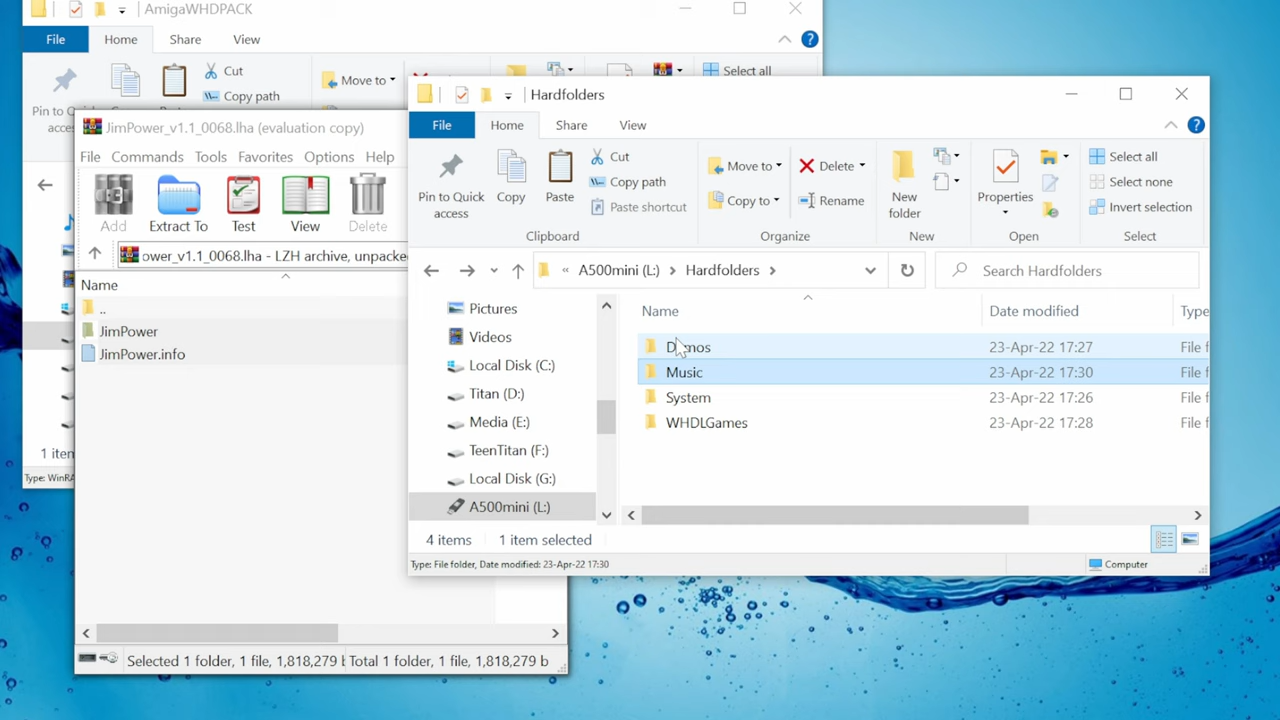 AmigaWHDPACK
File Home Share View
Cut
Move to
Select all
Pin to
Copy path
acces
1 item
Type: WinRA
JimPower_v1.1_0068.lha (evaluation copy)
File Commands Tools Favorites Options Help
Add Extract To Test View Delete
ower_v1.1_0068.lha - LZH archive, unpacked
Name
..
JimPower
JimPower.info
Selected 1 folder, 1 file, 1,818,279 b Total 1 folder, 1 file, 1,818,279 b
Hardfolders
File Home Share View
Pin to Quick access
Copy
Paste
Cut
Copy path
Paste shortcut
Clipboard
Move to
Copy to
Delete
Rename
Organize
New folder
New
Properties
Open
Select all
Select none
Invert selection
Select
« A500mini (L:) > Hardfolders >
Search Hardfolders
Pictures
Videos
Local Disk (C:)
Titan (D:)
Media (E:)
TeenTitan (F:)
Local Disk (G:)
A500mini (L:)
Name Date modified Type
Demos 23-Apr-22 17:27 File f
Music 23-Apr-22 17:30 File f
System 23-Apr-22 17:26 File f
WHDLGames 23-Apr-22 17:28 File f
4 items 1 item selected
Type: File folder, Date modified: 23-Apr-22 17:30
Computer